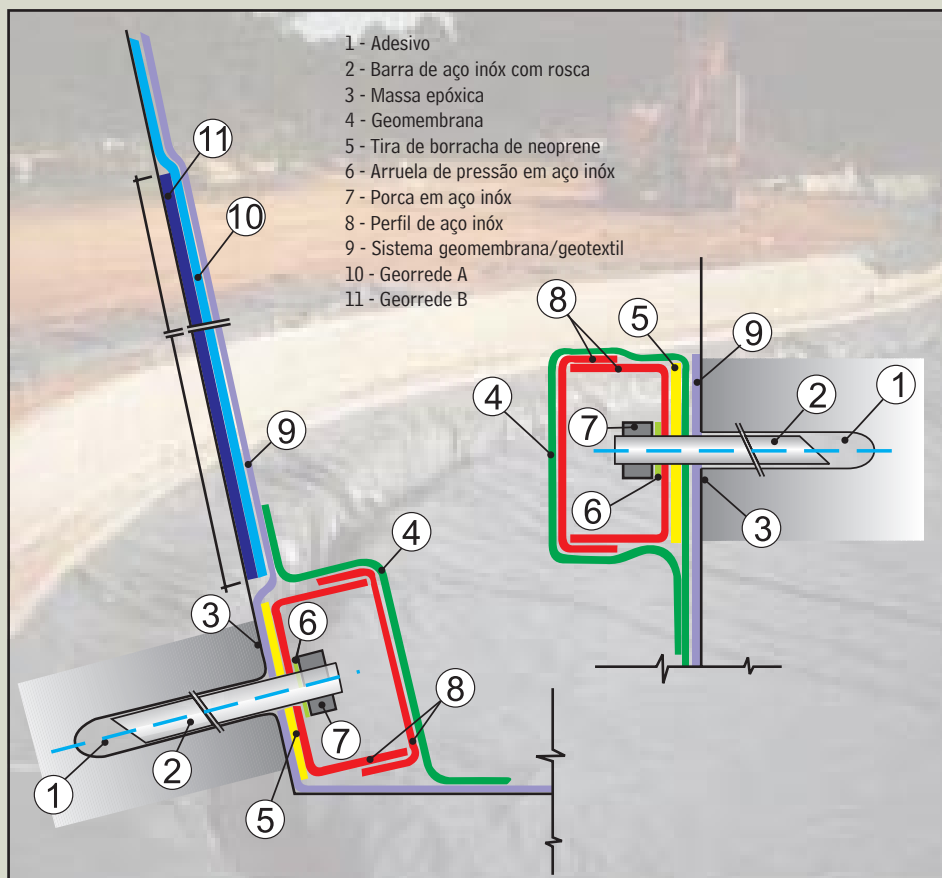 1 - Adesivo
2 - Barra de aço inóx com rosca
3 - Massa epóxica
4 - Geomembrana
5 - Tira de borracha de neoprene
6 - Arruela de pressão em aço inóx
7 - Porca em aço inóx
8 - Perfil de aço inóx
9 - Sistema geomembrana/geotextil
10 - Georrede A
11 - Georrede B
11
10
9
4
3
6
8
7
5
2
1
8
5
9
4
7
2
1
6
3